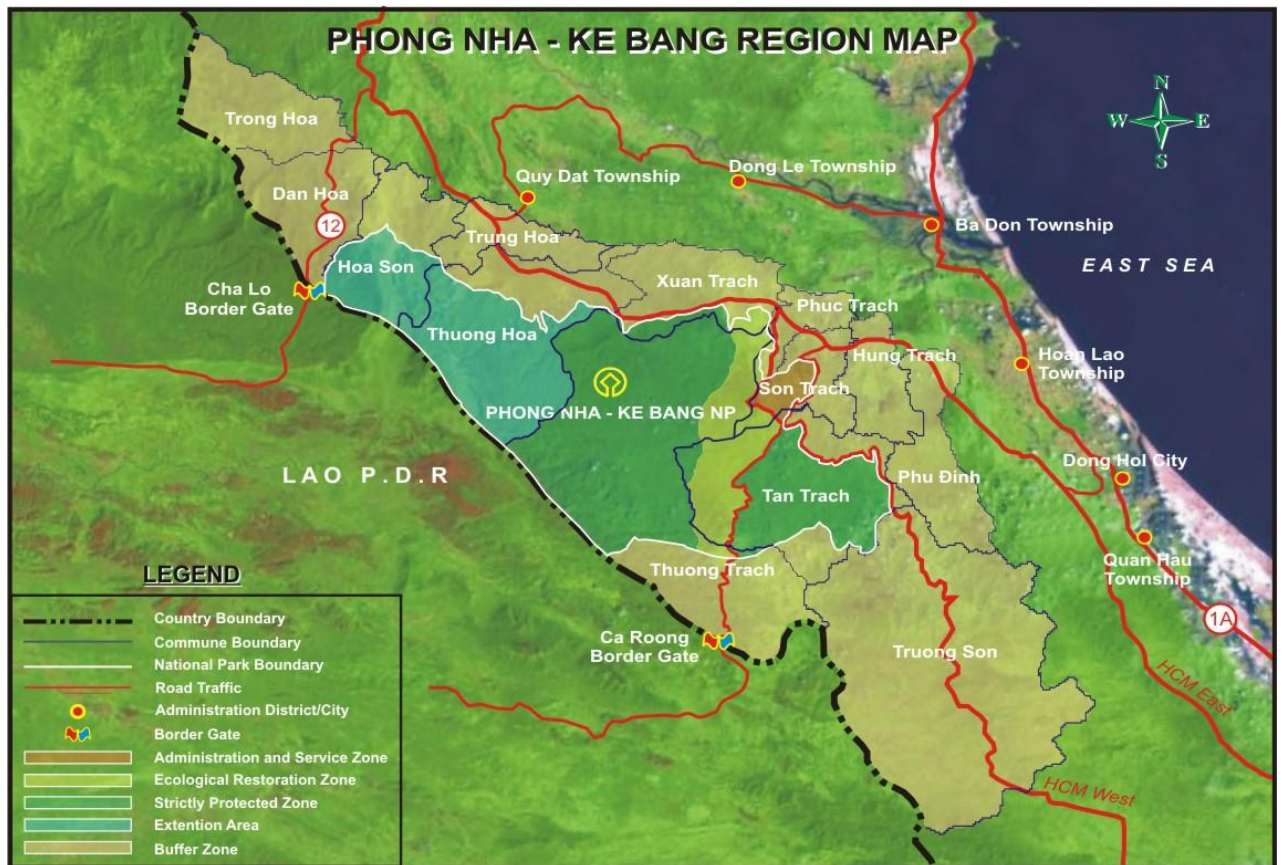 PHONG NHA - KE BANG REGION MAP
N
W
E
S
Trong Hoa
Dan Hoa
12
Quy Dat Township
Dong Le Township
Ba Don Township
EAST SEA
Trung Hoa
Hoa Son
Cha Lo
Border Gate
Xuan Trach
Phuc Trach
Thuong Hoa
Hung Trach
Hoan Lao
Township
Son Trach
PHONG NHA - KE BANG NP
LAO P.D.R
Tan Trach
Phu Đinh
Dong Hol City
Quan Hau
Township
1A
Thuong Trach
Ca Roong
Border Gate
Truong Son
HCM East
HCM West
LEGEND
Country Boundary
Commune Boundary
National Park Boundary
Road Traffic
Administration District/City
Border Gate
Administration and Service Zone
Ecological Restoration Zone
Strictly Protected Zone
Extention Area
Buffer Zone